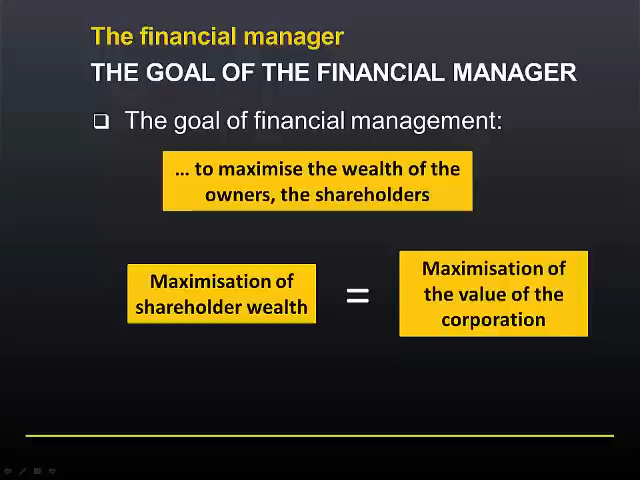 The financial manager
THE GOAL OF THE FINANCIAL MANAGER
The goal of financial management:
... to maximise the wealth of the
owners, the shareholders
Maximisation of
shareholder wealth
=
Maximisation of
the value of the
corporation